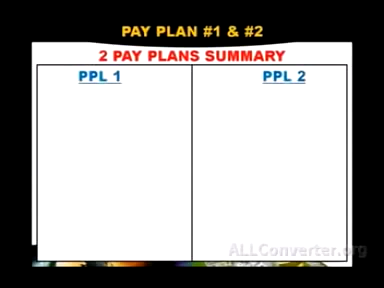 PAY PLAN #1 & #2
2 PAY PLANS SUMMARY
PPL 1 PPL 2
ALLConverter.org